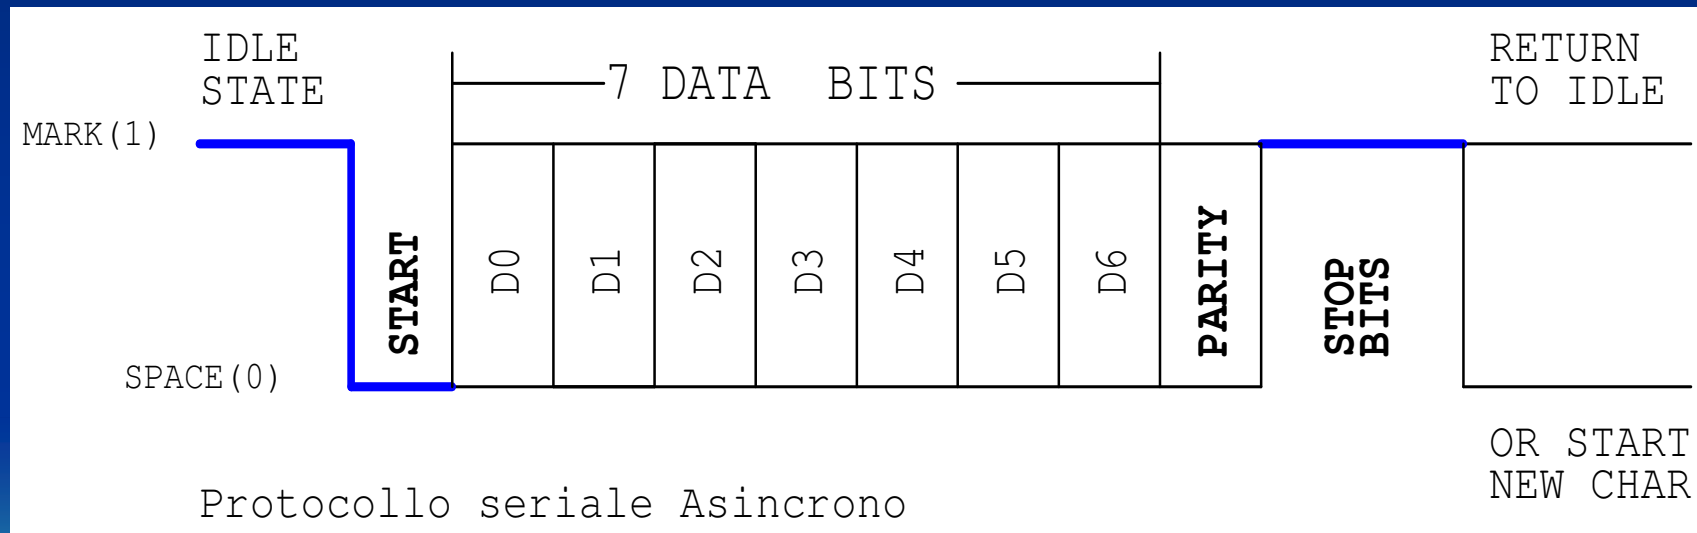 IDLE
STATE
7 DATA BITS
RETURN
TO IDLE
MARK(1)
START
D0
D1
D2
D3
D4
D5
D6
PARITY
STOP
BITS
SPACE(0)
OR START
NEW CHAR
Protocollo seriale Asincrono